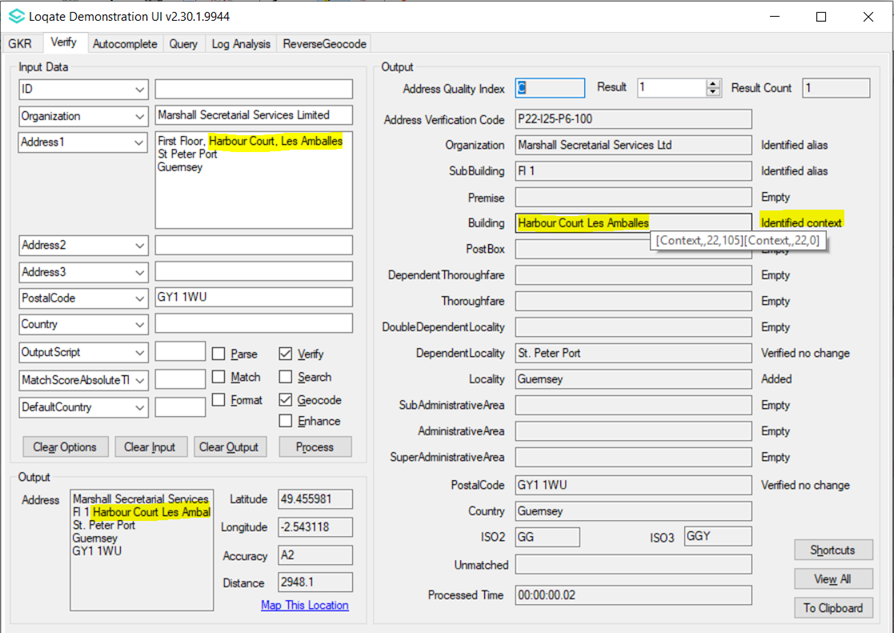 Loqate Demonstration UI v2.30.1.9944
GKR Verify Autocomplete Query Log Analysis ReverseGeocode
Input Data
ID
Organization Marshall Secretarial Services Limited
Address1 First Floor, Harbour Court, Les Amballes
St Peter Port
Guernsey
Address2
Address3
PostalCode GY1 1WU
Country
OutputScript Parse Verify
MatchScoreAbsoluteTl Match Search
DefaultCountry Format Geocode
Enhance
Clear Options Clear Input Clear Output Process
Output
Address Marshall Secretarial Services
Fl 1 Harbour Court Les Ambal
St. Peter Port
Guernsey
GY1 1WU
Latitude 49.455981
Longitude -2.543118
Accuracy A2
Distance 2948.1
Map This Location
Output
Address Quality Index C Result 1 Result Count 1
Address Verification Code P22-I25-P6-100
Organization Marshall Secretarial Services Ltd Identified alias
SubBuilding Fl 1 Identified alias
Premise Empty
Building Harbour Court Les Amballes Identified context
[Context,,22,105][Context,,22,0]
PostBox Empty
DependentThoroughfare Empty
Thoroughfare Empty
DoubleDependentLocality Empty
DependentLocality St. Peter Port Verified no change
Locality Guernsey Added
SubAdministrativeArea Empty
AdministrativeArea Empty
SuperAdministrativeArea Empty
PostalCode GY1 1WU Verified no change
Country Guernsey
ISO2 GG ISO3 GGY
Unmatched
Processed Time 00:00:00.02
Shortcuts
View All
To Clipboard